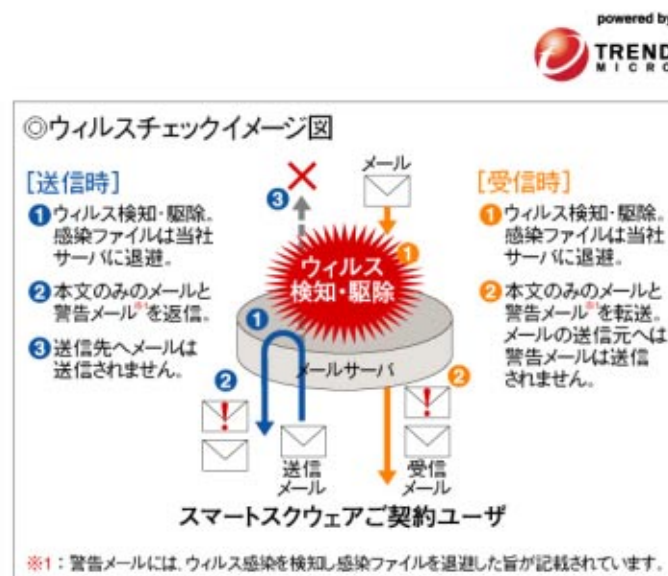 powered by
TREND
MICRO
◎ウィルスチェックイメージ図
[送信時]
❶ウィルス検知・駆除。
感染ファイルは当社
サーバに退避。
❷本文のみのメールと
警告メール※1を返信。
❸送信先へメールは
送信されません。
❸
メール
ウィルス
検知・駆除
❶
❶
メールサーバ
❷
❷
送信
メール
受信
メール
[受信時]
❶ウィルス検知・駆除。
感染ファイルは当社
サーバに退避。
❷本文のみのメールと
警告メール※1を転送。
メールの送信元へは
警告メールは送信
されません。
スマートスクウェアご契約ユーザ
※1：警告メールには、ウィルス感染を検知し感染ファイルを退避した旨が記載されています。